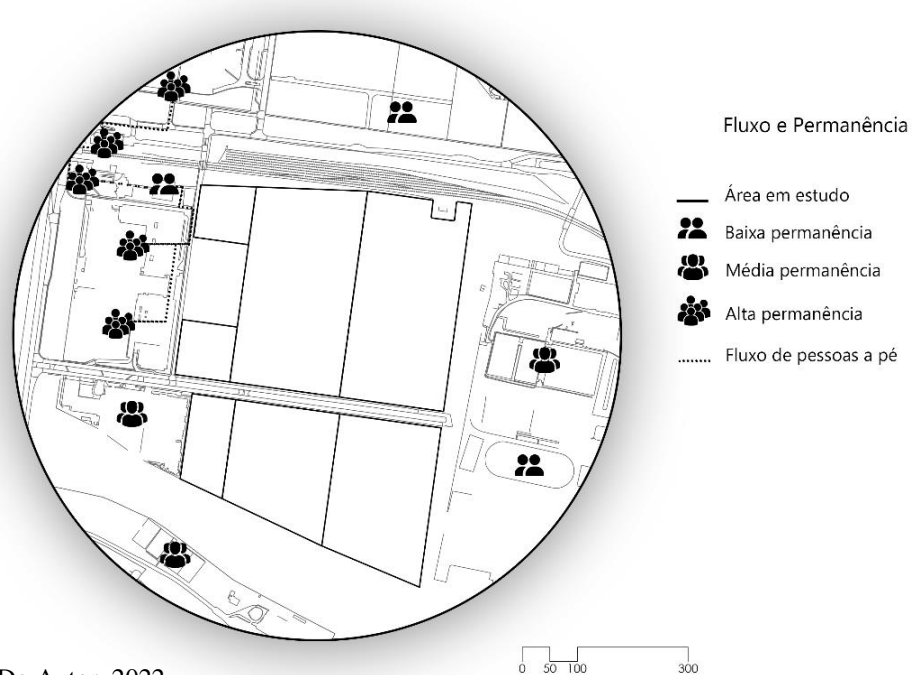 Fluxo e Permanência
Área em estudo
Baixa permanência
Média permanência
Alta permanência
Fluxo de pessoas a pé
0 50 100 300
2022